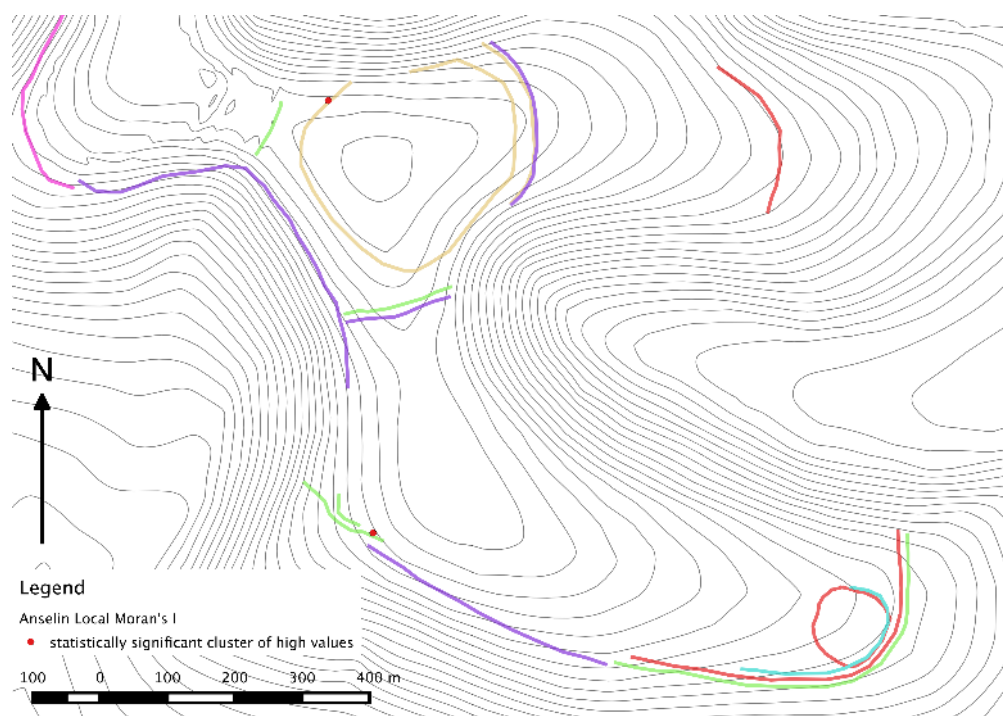 N
Legend
Anselin Local Moran's I
statistically significant cluster of high values
100 0 100 200 300 400 m